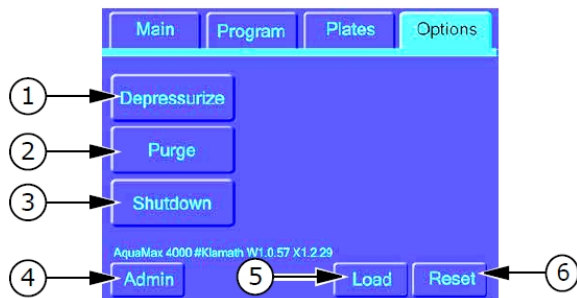 Main Program Plates Options
1 Depressurize
2 Purge
3 Shutdown
AquaMax 4000 #Klamath W1.0.57 X1.2.29
4 Admin 5 Load Reset 6